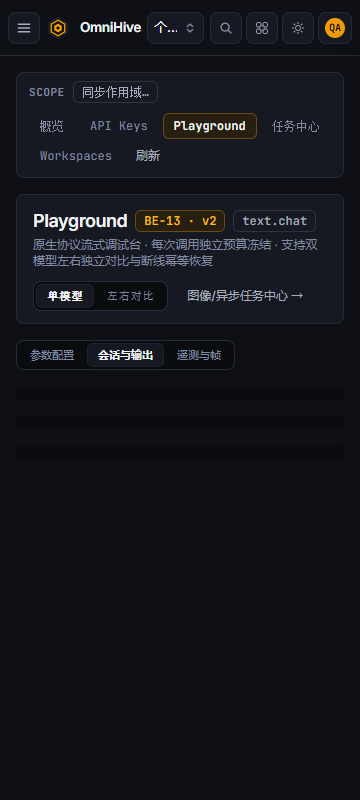 OmniHive 个... QA
SCOPE 同步作用域…
概览 API Keys Playground 任务中心
Workspaces 刷新
Playground BE-13 · v2 text.chat
原生协议流式调试台 · 每次调用独立预算冻结 · 支持双
模型左右独立对比与断线幂等恢复
单模型 左右对比 图像/异步任务中心 →
参数配置 会话与输出 遥测与帧